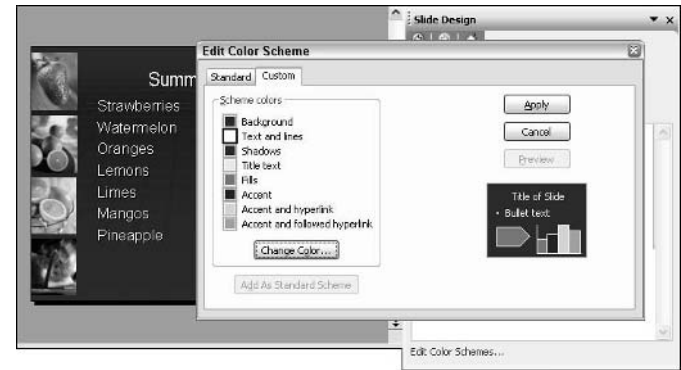 Slide Design
Edit Color Scheme
Standard Custom
Scheme colors
Background
Text and lines
Shadows
Title text
Fills
Accent
Accent and hyperlink
Accent and followed hyperlink
Change Color...
Add As Standard Scheme
Apply
Cancel
Preview
Title of Slide
• Bullet text
Summ
Strawberries
Watermelon
Oranges
Lemons
Limes
Mangos
Pineapple
Edit Color Schemes...